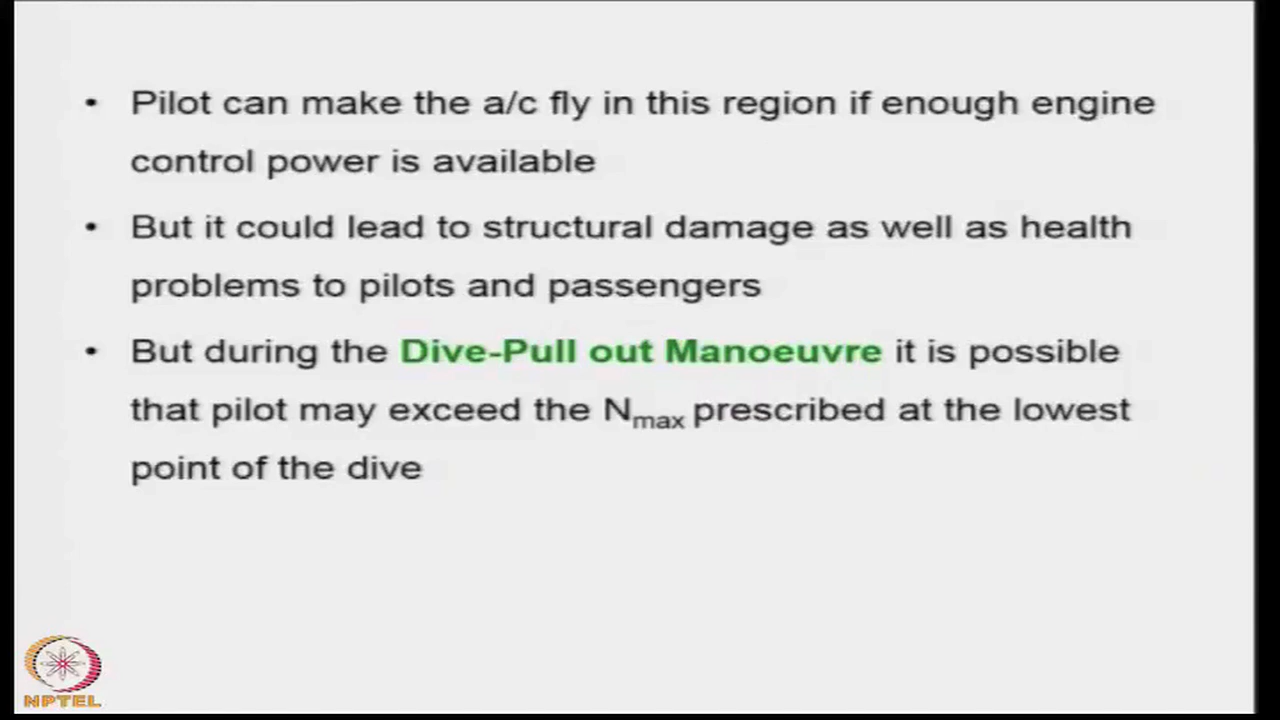 • Pilot can make the a/c fly in this region if enough engine
control power is available
• But it could lead to structural damage as well as health
problems to pilots and passengers
• But during the Dive-Pull out Manoeuvre it is possible
that pilot may exceed the Nmax prescribed at the lowest
point of the dive
NPTEL